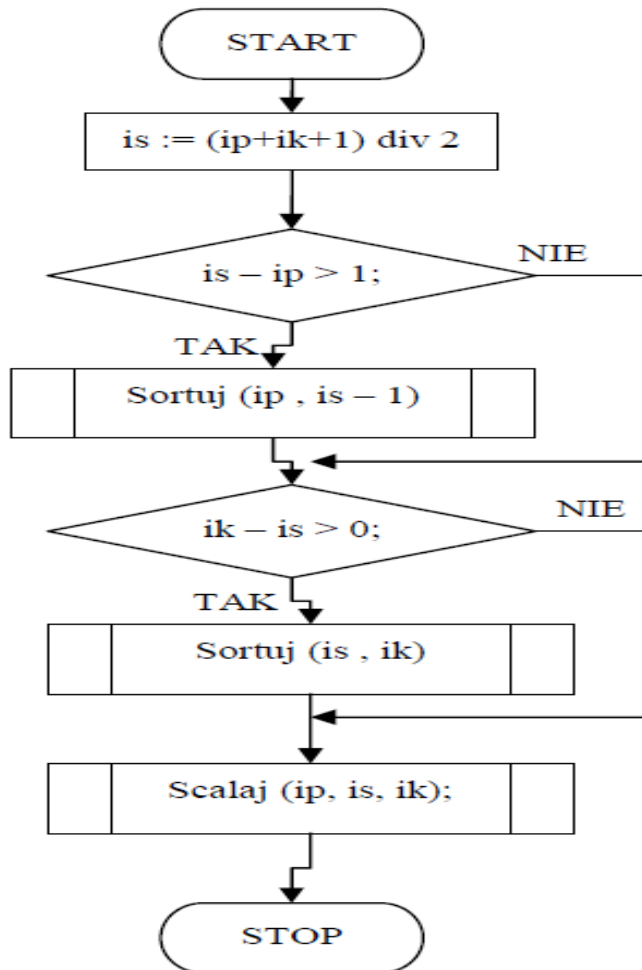 START
is := (ip+ik+1) div 2
is – ip > 1;
NIE
TAK
Sortuj (ip , is – 1)
ik – is > 0;
NIE
TAK
Sortuj (is , ik)
Scalaj (ip, is, ik);
STOP